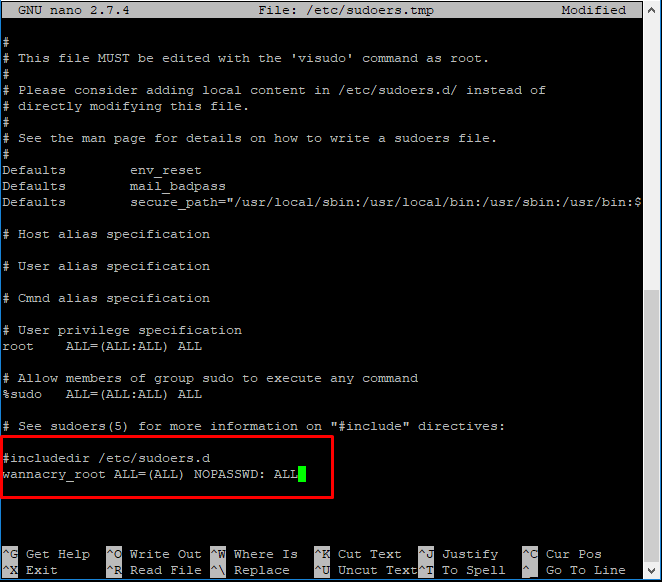 GNU nano 2.7.4 File: /etc/sudoers.tmp Modified
#
# This file MUST be edited with the 'visudo' command as root.
#
# Please consider adding local content in /etc/sudoers.d/ instead of
# directly modifying this file.
#
# See the man page for details on how to write a sudoers file.
#
Defaults env_reset
Defaults mail_badpass
Defaults secure_path="/usr/local/sbin:/usr/local/bin:/usr/sbin:/usr/bin:$
# Host alias specification
# User alias specification
# Cmnd alias specification
# User privilege specification
root ALL=(ALL:ALL) ALL
# Allow members of group sudo to execute any command
%sudo ALL=(ALL:ALL) ALL
# See sudoers(5) for more information on "#include" directives:
#includedir /etc/sudoers.d
wannacry_root ALL=(ALL) NOPASSWD: ALL
^G Get Help ^O Write Out ^W Where Is ^K Cut Text ^J Justify ^C Cur Pos
^X Exit ^R Read File ^\ Replace ^U Uncut Text ^T To Spell ^_ Go To Line